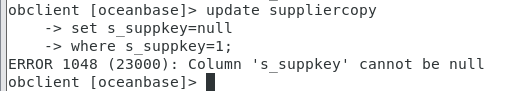 obclient [oceanbase]> update suppliercopy
    -> set s_suppkey=null
    -> where s_suppkey=1;
ERROR 1048 (23000): Column 's_suppkey' cannot be null
obclient [oceanbase]>